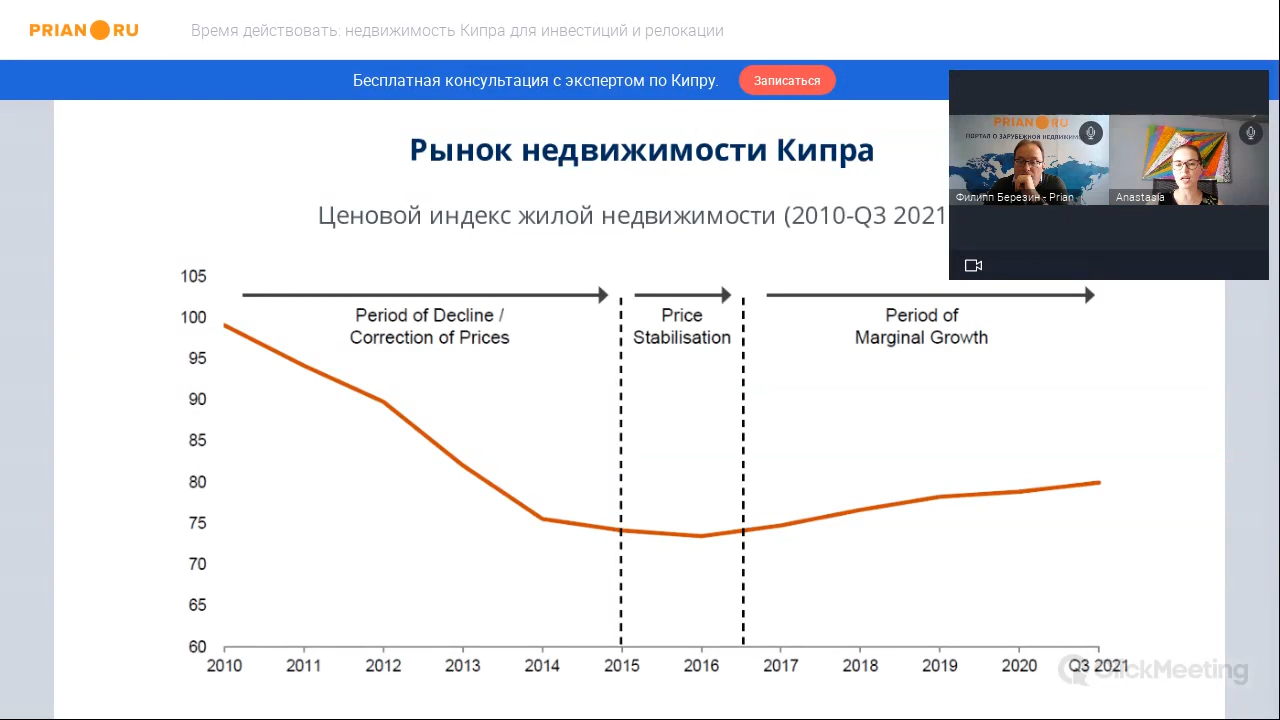 PRIAN RU
Время действовать: недвижимость Кипра для инвестиций и релокации
Бесплатная консультация с экспертом по Кипру.
Записаться
PRIAN RU
ПОРТАЛ О ЗАРУБЕЖНОЙ НЕДВИЖИМ
Филипп Березин - Prian
Anastasia
Рынок недвижимости Кипра
Ценовой индекс жилой недвижимости (2010-Q3 2021
105
100
95
90
85
80
75
70
65
60
Period of Decline /
Correction of Prices
Price
Stabilisation
Period of
Marginal Growth
2010 2011 2012 2013 2014 2015 2016 2017 2018 2019 2020 Q3 2021
ClickMeeting